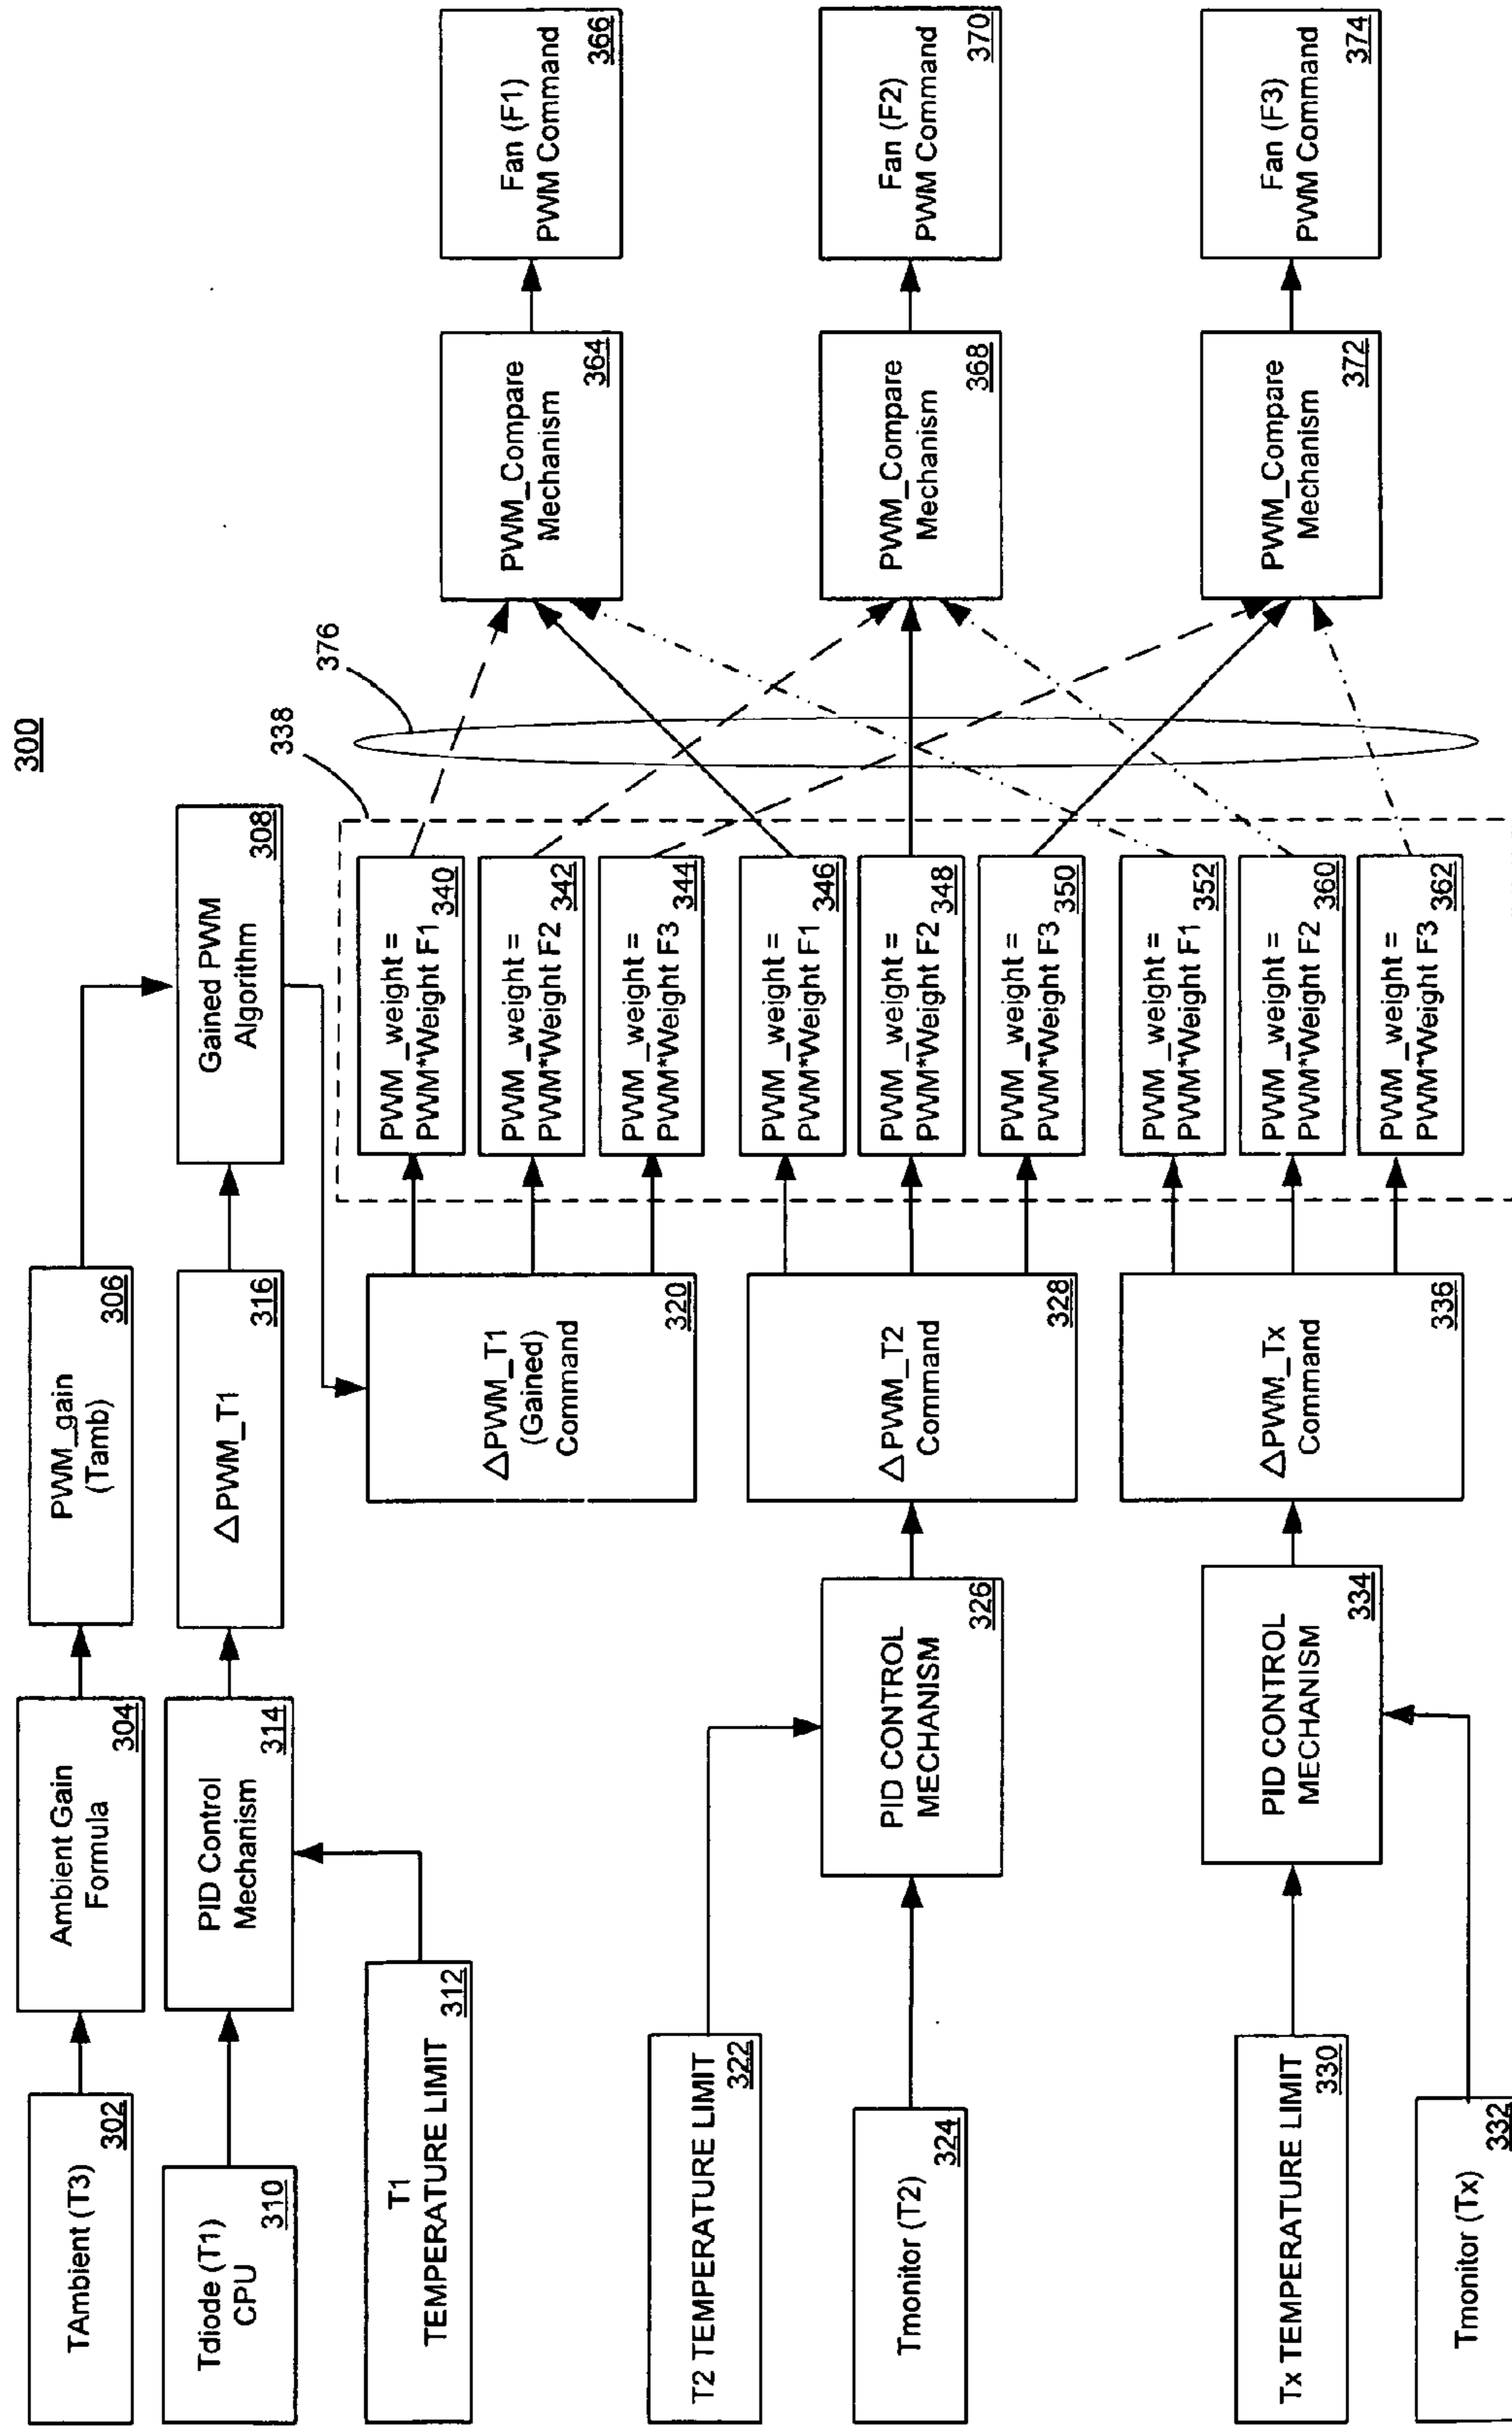 300
TAmbient (T3)
302
Ambient Gain
Formula
304
PWM_gain
(Tamb)
306
Tdiode (T1)
CPU
310
PID Control
Mechanism
314
△PWM_T1
316
Gained PWM
Algorithm
308
T1
TEMPERATURE LIMIT
312
△PWM_T1
(Gained)
Command
320
338
376
PWM_weight =
PWM*Weight F1
340
PWM_weight =
PWM*Weight F2
342
PWM_weight =
PWM*Weight F3
344
PWM_Compare
Mechanism
364
Fan (F1)
PWM Command
366
T2 TEMPERATURE LIMIT
322
Tmonitor (T2)
324
PID CONTROL
MECHANISM
326
△PWM_T2
Command
328
PWM_weight =
PWM*Weight F1
346
PWM_weight =
PWM*Weight F2
348
PWM_weight =
PWM*Weight F3
350
PWM_Compare
Mechanism
368
Fan (F2)
PWM Command
370
Tx TEMPERATURE LIMIT
330
Tmonitor (Tx)
332
PID CONTROL
MECHANISM
334
△PWM_Tx
Command
336
PWM_weight =
PWM*Weight F1
352
PWM_weight =
PWM*Weight F2
360
PWM_weight =
PWM*Weight F3
362
PWM_Compare
Mechanism
372
Fan (F3)
PWM Command
374